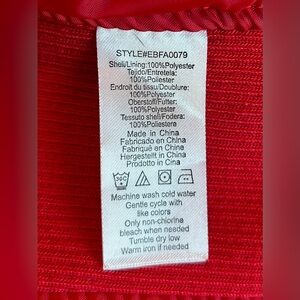 STYLE#EBFA0079
Shell/Lining:100%Polyester
Tejido/Entretela:
100%Poliester
Endroit du tissu/Doublure:
100%Polyester
Oberstoff/Futter:
100%Polyester
Tessuto shell/Fodera:
100%Poliestere
Made in China
Fabricado en China
Fabriqué en China
Hergestellt in China
Prodotto in Cina
Machine wash cold water
Gentle cycle with
like colors
Only non-chlorine
bleach when needed
Tumble dry low
Warm iron if needed